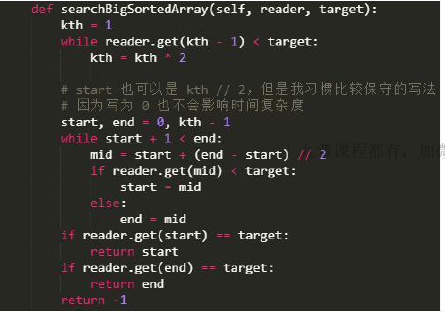 def searchBigSortedArray(self, reader, target):
    kth = 1
    while reader.get(kth - 1) < target:
        kth = kth * 2

    # start 也可以是 kth // 2，但是我习惯比较保守的写法
    # 因为写为 0 也不会影响时间复杂度
    start, end = 0, kth - 1
    while start + 1 < end:
        mid = start + (end - start) // 2
        if reader.get(mid) < target:
            start = mid
        else:
            end = mid
    if reader.get(start) == target:
        return start
    if reader.get(end) == target:
        return end
    return -1
课程都有，加